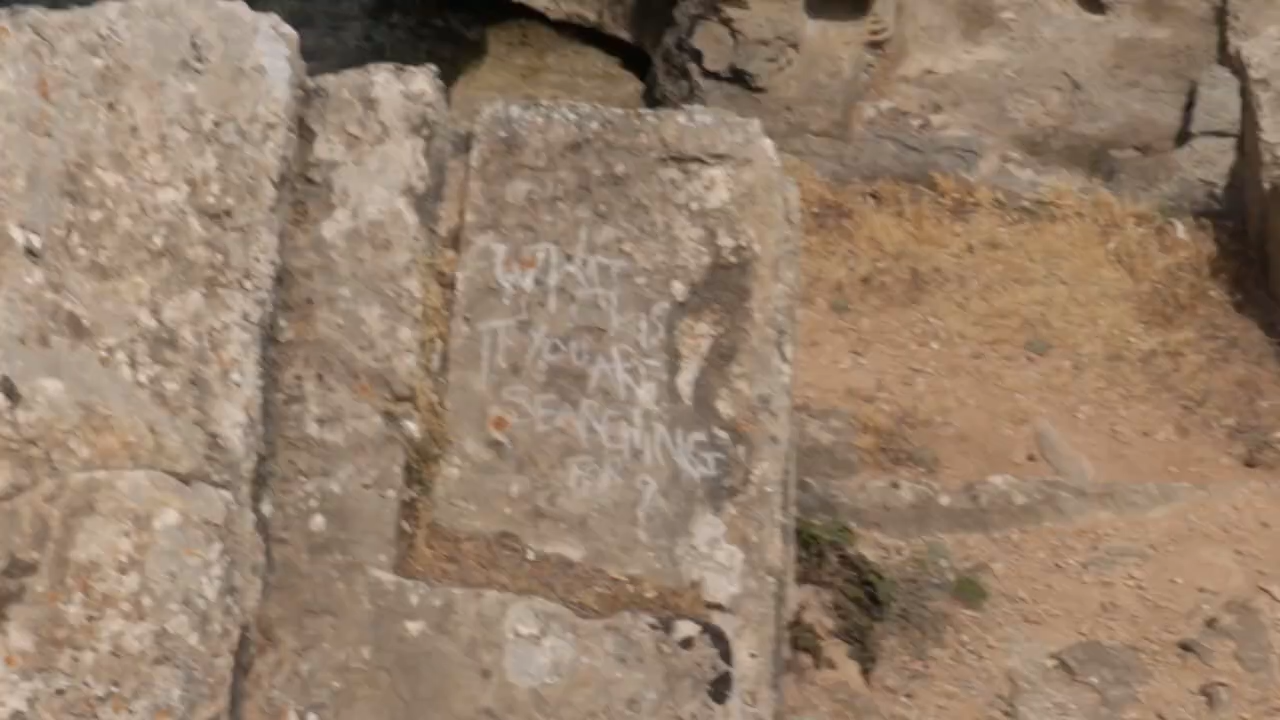 WHAT
IS
IT YOU ARE
SEARCHING
FOR ?